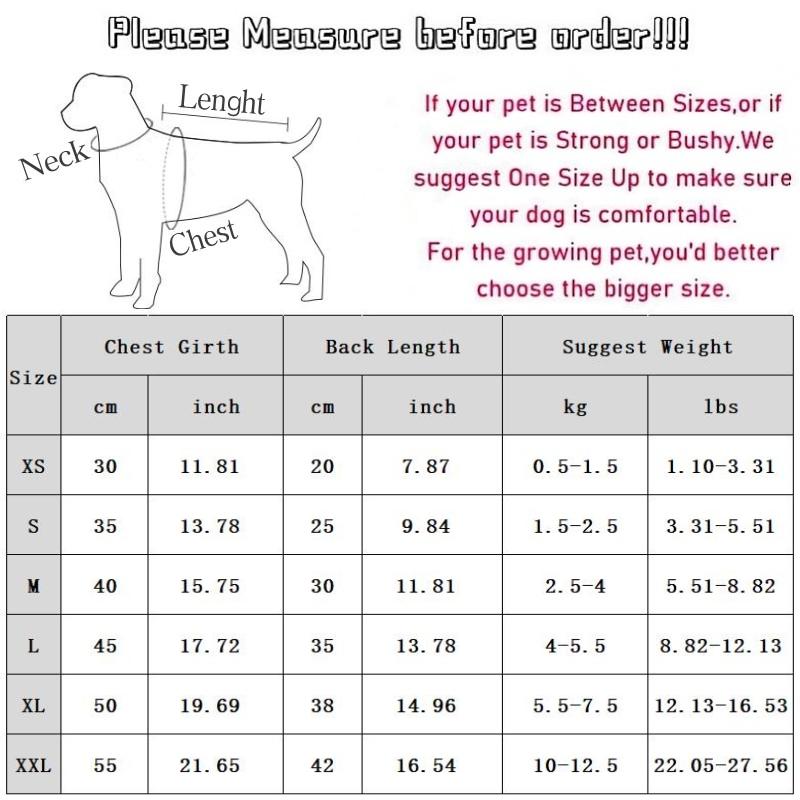 Please Measure before order!!!
Lenght
Neck
Chest
If your pet is Between Sizes,or if
your pet is Strong or Bushy.We
suggest One Size Up to make sure
your dog is comfortable.
For the growing pet,you'd better
choose the bigger size.
Size Chest Girth Back Length Suggest Weight
cm inch cm inch kg lbs
XS 30 11.81 20 7.87 0.5-1.5 1.10-3.31
S 35 13.78 25 9.84 1.5-2.5 3.31-5.51
M 40 15.75 30 11.81 2.5-4 5.51-8.82
L 45 17.72 35 13.78 4-5.5 8.82-12.13
XL 50 19.69 38 14.96 5.5-7.5 12.13-16.53
XXL 55 21.65 42 16.54 10-12.5 22.05-27.56